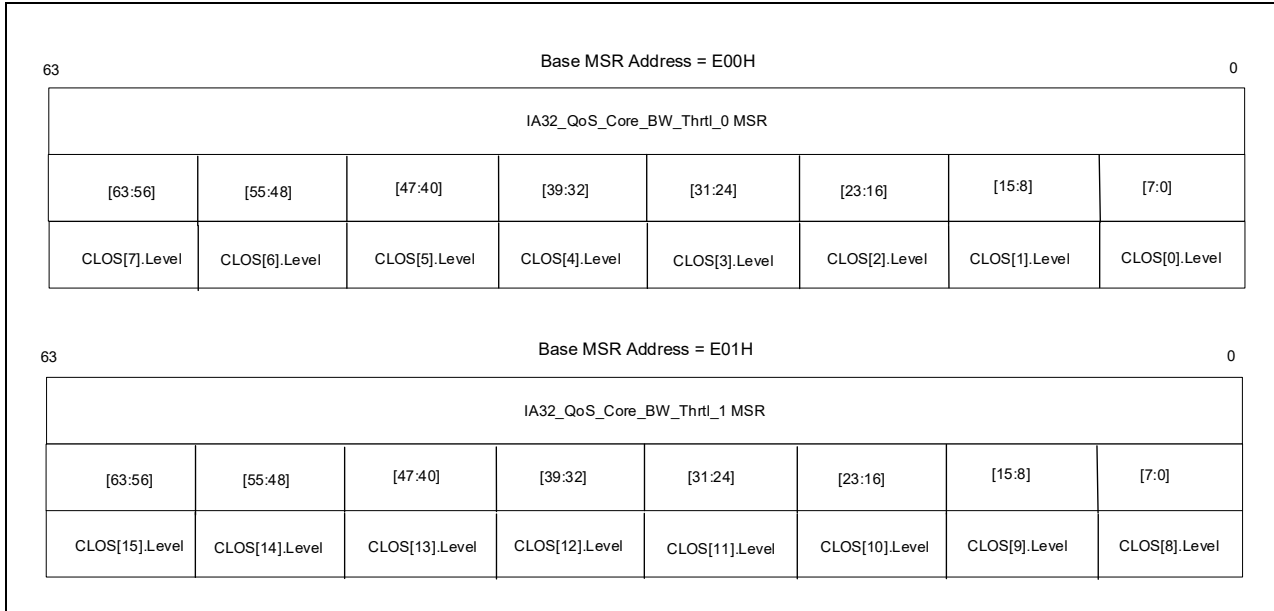 Base MSR Address = E00H
63 0
IA32_QoS_Core_BW_Thrtl_0 MSR
[63:56] [55:48] [47:40] [39:32] [31:24] [23:16] [15:8] [7:0]
CLOS[7].Level CLOS[6].Level CLOS[5].Level CLOS[4].Level CLOS[3].Level CLOS[2].Level CLOS[1].Level CLOS[0].Level
Base MSR Address = E01H
63 0
IA32_QoS_Core_BW_Thrtl_1 MSR
[63:56] [55:48] [47:40] [39:32] [31:24] [23:16] [15:8] [7:0]
CLOS[15].Level CLOS[14].Level CLOS[13].Level CLOS[12].Level CLOS[11].Level CLOS[10].Level CLOS[9].Level CLOS[8].Level